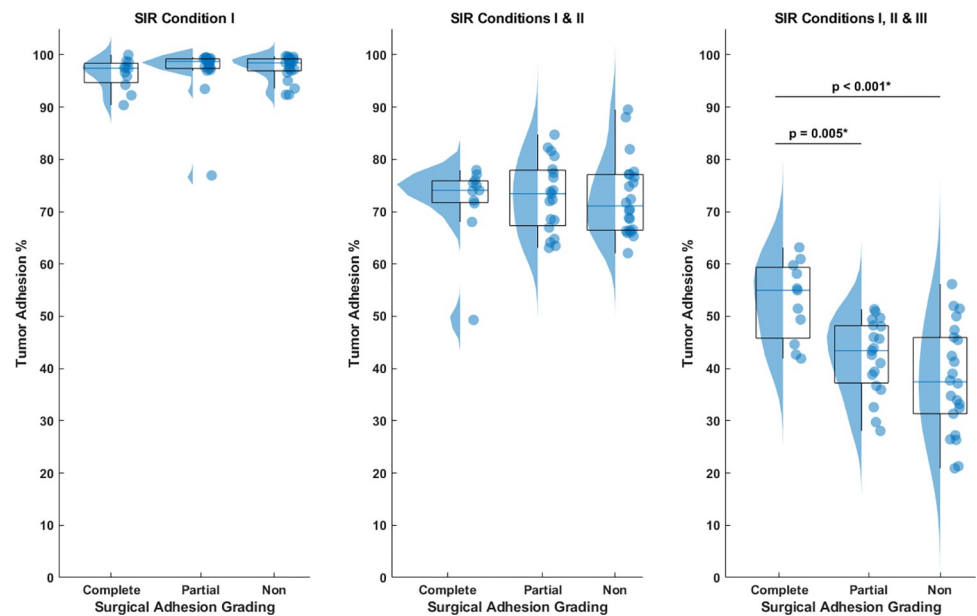 SIR Condition I
Tumor Adhesion %
100
90
80
70
60
50
40
30
20
10
0
Complete Partial Non
Surgical Adhesion Grading
SIR Conditions I & II
Tumor Adhesion %
100
90
80
70
60
50
40
30
20
10
0
Complete Partial Non
Surgical Adhesion Grading
SIR Conditions I, II & III
Tumor Adhesion %
100
90
80
70
60
50
40
30
20
10
0
p < 0.001*
p = 0.005*
Complete Partial Non
Surgical Adhesion Grading